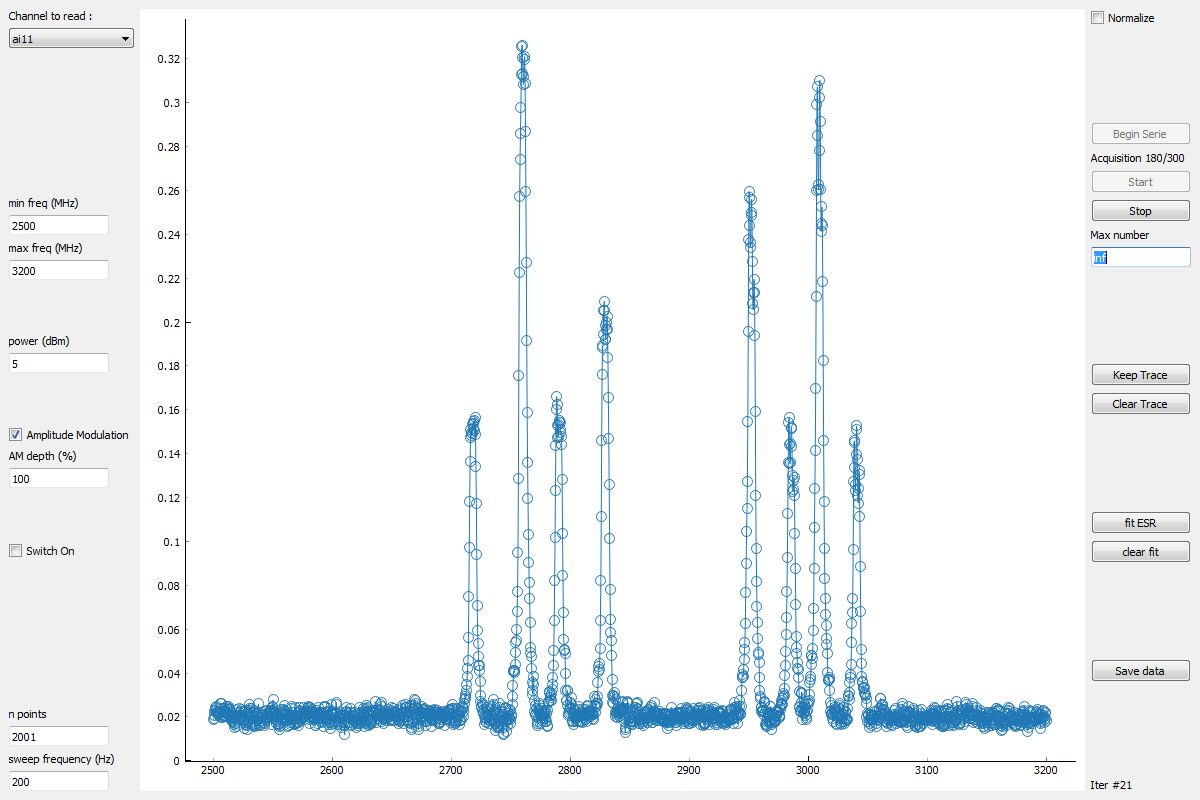 Channel to read :
ai11
min freq (MHz)
2500
max freq (MHz)
3200
power (dBm)
5
Amplitude Modulation
AM depth (%)
100
Switch On
n points
2001
sweep frequency (Hz)
200
0.32
0.3
0.28
0.26
0.24
0.22
0.2
0.18
0.16
0.14
0.12
0.1
0.08
0.06
0.04
0.02
0
2500 2600 2700 2800 2900 3000 3100 3200
Normalize
Begin Serie
Acquisition 180/300
Start
Stop
Max number
inf
Keep Trace
Clear Trace
fit ESR
clear fit
Save data
Iter #21